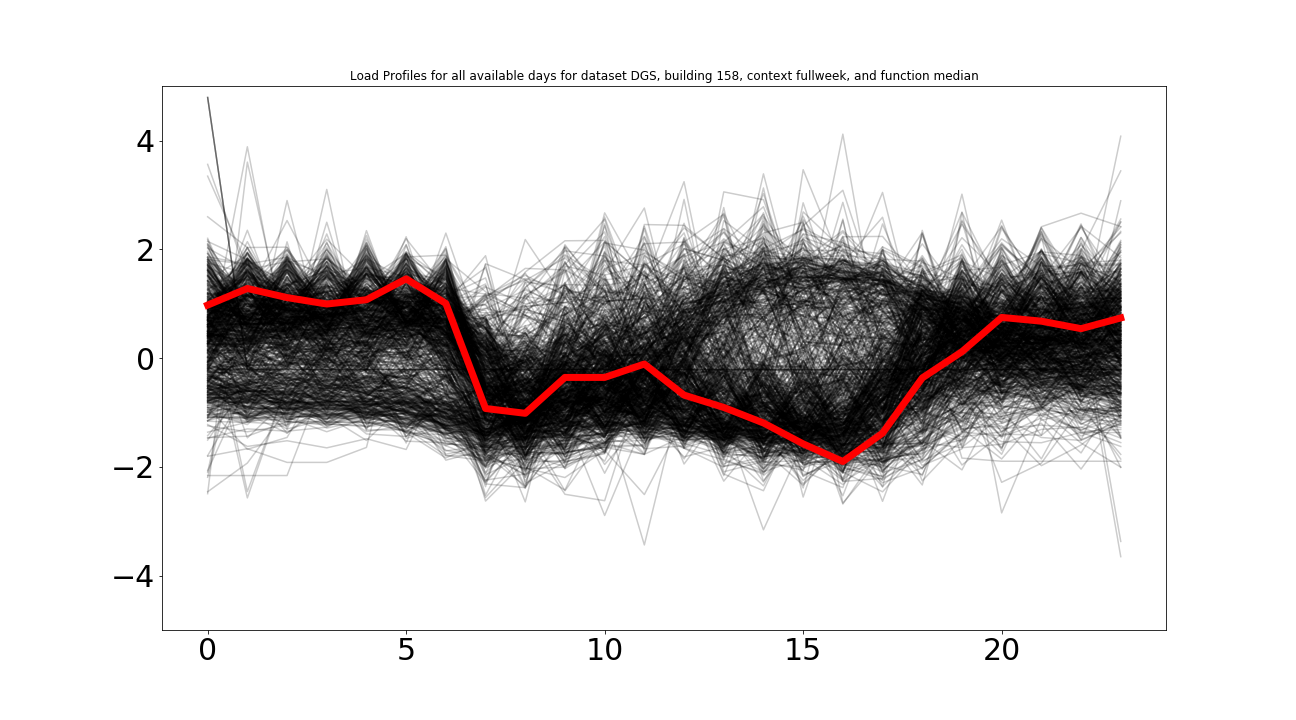 Load Profiles for all available days for dataset DGS, building 158, context fullweek, and function median
4
2
0
−2
−4
0 5 10 15 20